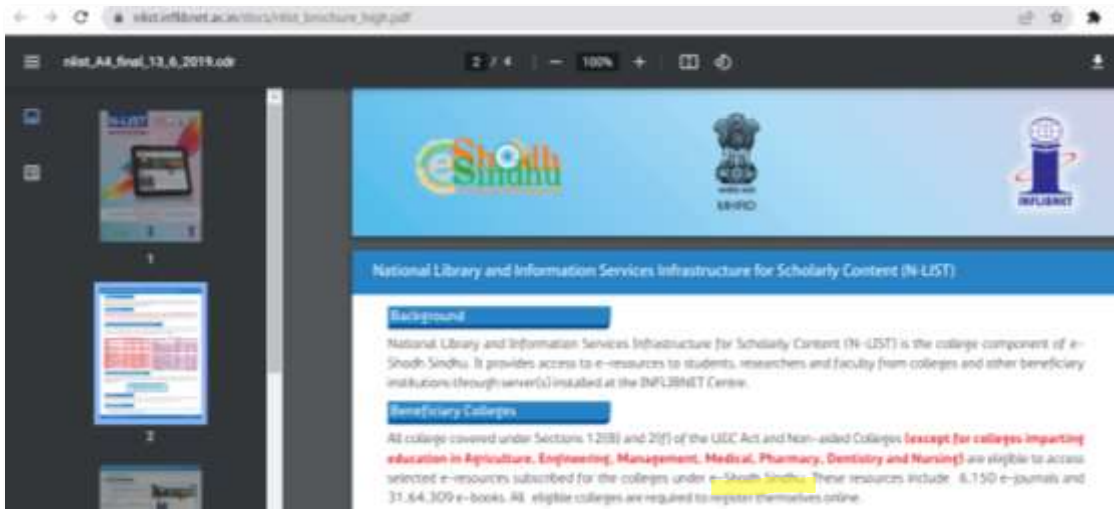 nlist.inflibnet.ac.in/docs/nlist_brochure_high.pdf
nlist_A4_final_13_6_2019.cdr
2 / 4
100%
N-LIST
1
2
eShodh
Sindhu
MHRD
INFLIBNET
National Library and Information Services Infrastructure for Scholarly Content (N-LIST)
Background
National Library and Information Services Infrastructure for Scholarly Content (N-LIST) is the college component of e-
Shodh Sindhu. It provides access to e-resources to students, researchers and faculty from colleges and other beneficiary
institutions through server(s) installed at the INFLIBNET Centre.
Beneficiary Colleges
All college covered under Sections 12(B) and 2(f) of the UGC Act and Non-aided Colleges (except for colleges imparting
education in Agriculture, Engineering, Management, Medical, Pharmacy, Dentistry and Nursing) are eligible to access
selected e-resources subscribed for the colleges under e-Shodh Sindhu. These resources include 6,150 e-journals and
31,64,309 e-books. All eligible colleges are required to register themselves online.